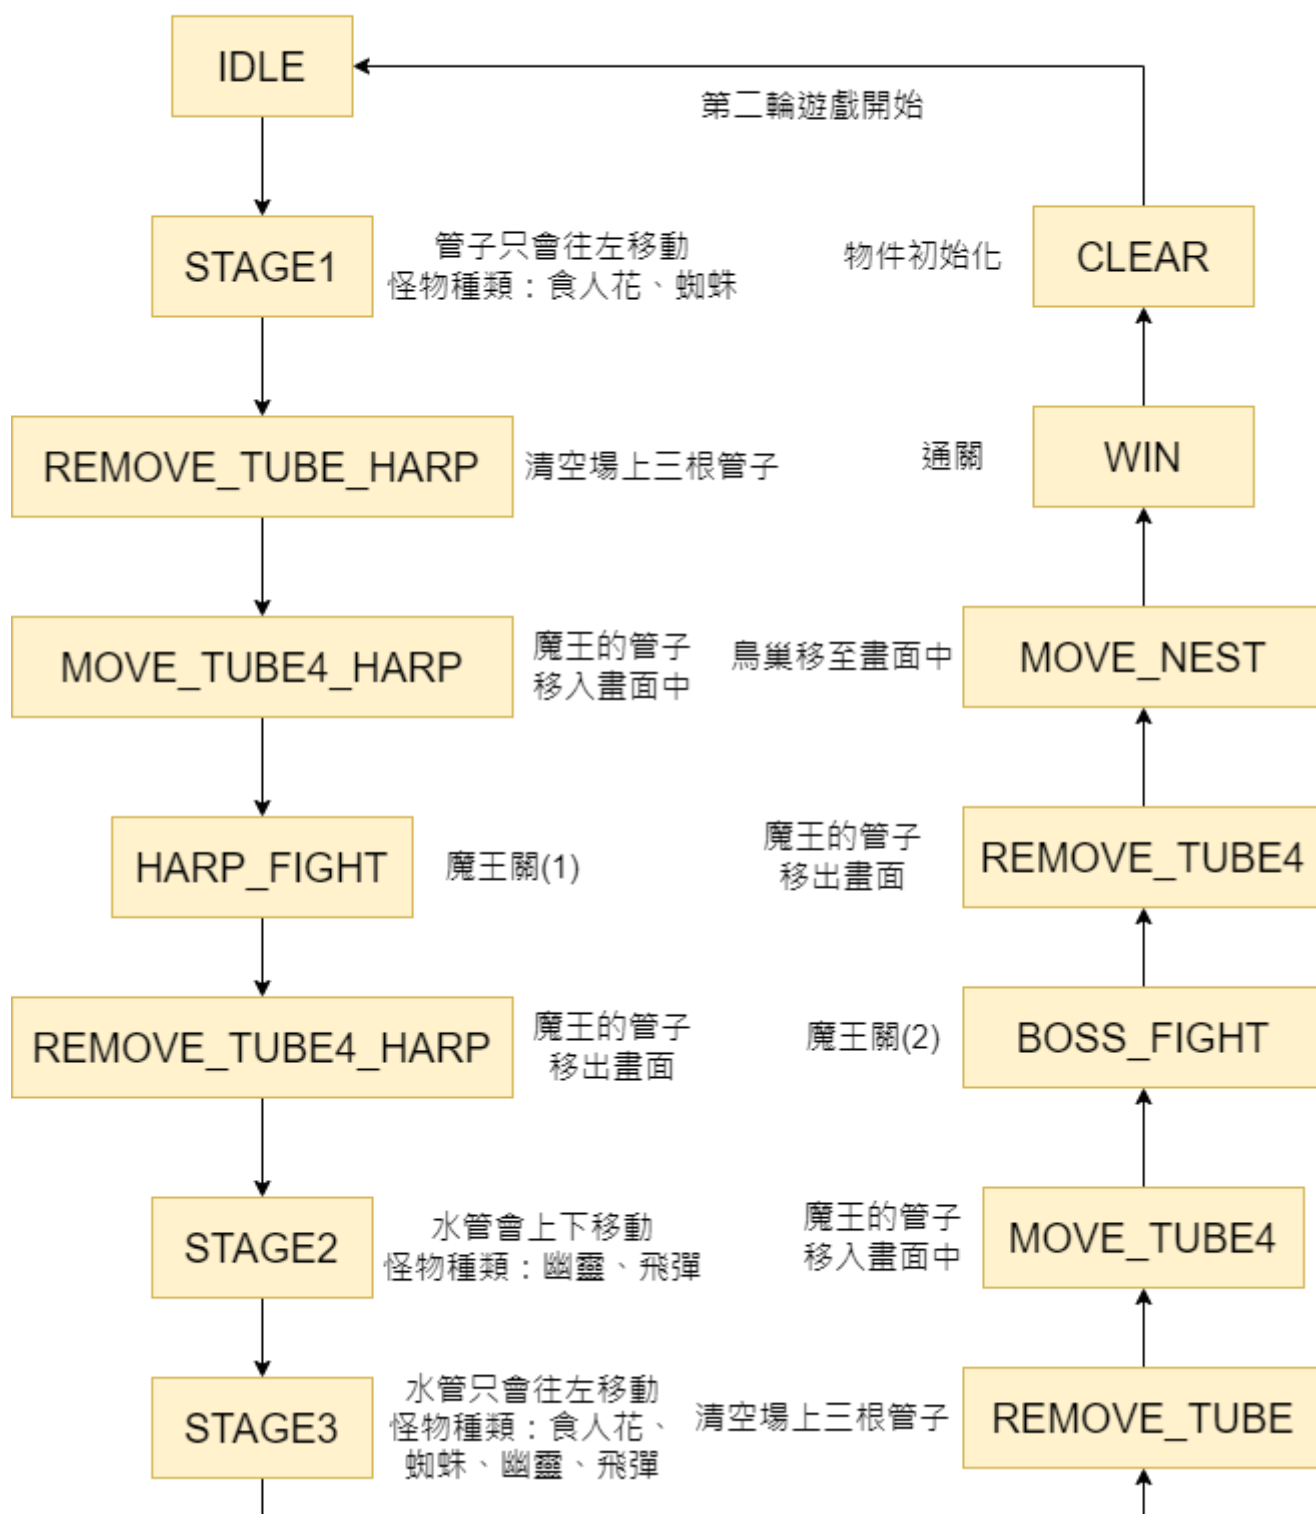 IDLE
第二輪遊戲開始
STAGE1
管子只會往左移動
怪物種類：食人花、蜘蛛
物件初始化
CLEAR
REMOVE_TUBE_HARP
清空場上三根管子
通關
WIN
MOVE_TUBE4_HARP
魔王的管子
移入畫面中
鳥巢移至畫面中
MOVE_NEST
HARP_FIGHT
魔王關(1)
魔王的管子
移出畫面
REMOVE_TUBE4
REMOVE_TUBE4_HARP
魔王的管子
移出畫面
魔王關(2)
BOSS_FIGHT
STAGE2
水管會上下移動
怪物種類：幽靈、飛彈
魔王的管子
移入畫面中
MOVE_TUBE4
STAGE3
水管只會往左移動
怪物種類：食人花、
蜘蛛、幽靈、飛彈
清空場上三根管子
REMOVE_TUBE